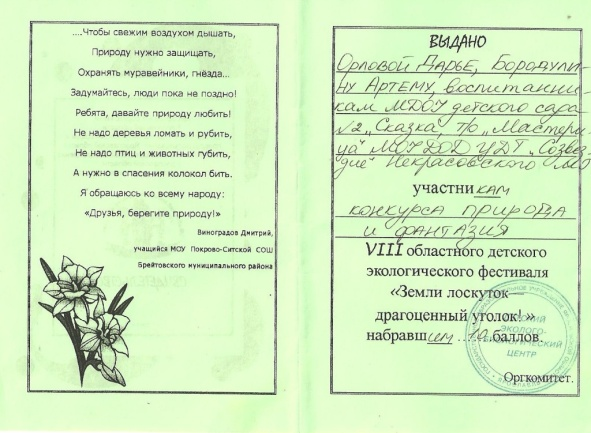 ....Чтобы свежим воздухом дышать,
Природу нужно защищать,
Охранять муравейники, гнёзда...
Задумайтесь, люди пока не поздно!
Ребята, давайте природу любить!
Не надо деревья ломать и рубить,
Не надо птиц и животных губить,
А нужно в спасения колокол бить.
Я обращаюсь ко всему народу:
«Друзья, берегите природу!»
Виноградов Дмитрий,
учащийся МОУ Покрово-Ситской СОШ
Брейтовского муниципального района
ВЫДАНО
Орловой Дарье, Бородули-
ну Артему, воспитанни-
кам МДОУ детского сада
№2 „Сказка", т/о „Мастери-
ца" МОУ ДОД ЦДТ „Созвез-
дие" Некрасовского МО
участникам
конкурса природа
и фантазия
VIII областного детского
экологического фестиваля
«Земли лоскуток—
драгоценный уголок!»
набравшим 10 баллов.
ЭКОЛОГО-
БИОЛОГИЧЕСКИЙ
ЦЕНТР
Оргкомитет.